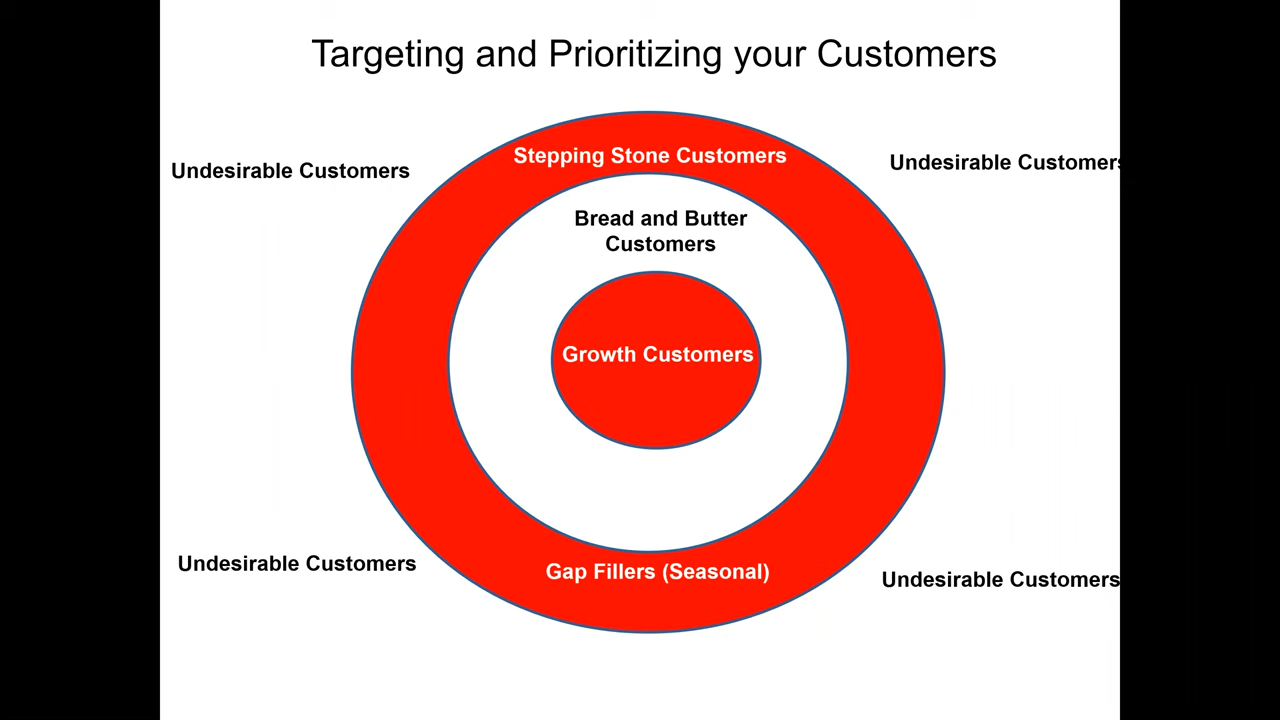 Targeting and Prioritizing your Customers
Stepping Stone Customers
Undesirable Customers
Undesirable Customers
Bread and Butter
Customers
Growth Customers
Undesirable Customers
Gap Fillers (Seasonal)
Undesirable Customers